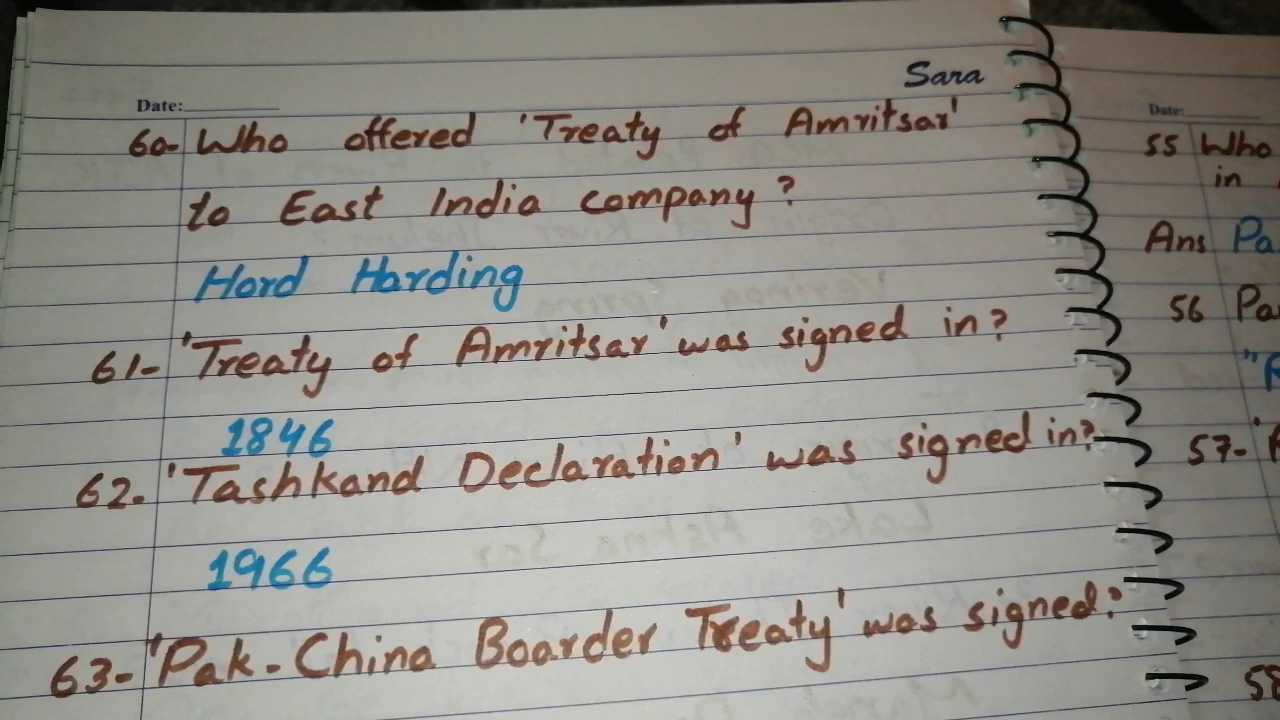 Sara
Date:
60- Who offered 'Treaty of Amritsar'
to East India company?
Hord Harding
61- 'Treaty of Amritsar' was signed in?
1846
62. 'Tashkand Declaration' was signed in?
1966
63- 'Pak-China Boarder Treaty' was signed?
Date:
55 Who
in
Ans Pa
56 Pa
57-
58